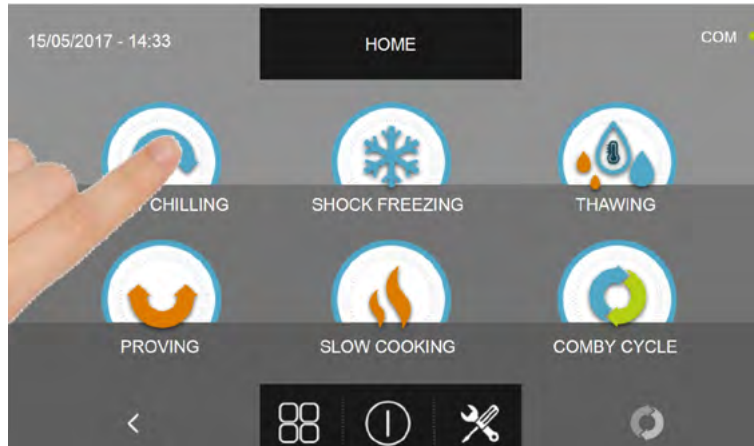 15/05/2017 - 14:33
HOME
COM
CHILLING
SHOCK FREEZING
THAWING
PROVING
SLOW COOKING
COMBY CYCLE